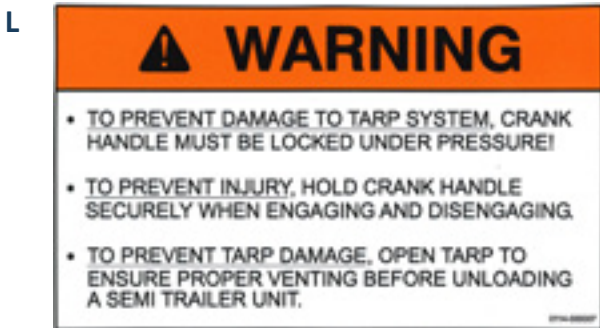 L
WARNING
• TO PREVENT DAMAGE TO TARP SYSTEM, CRANK
HANDLE MUST BE LOCKED UNDER PRESSURE!
• TO PREVENT INJURY, HOLD CRANK HANDLE
SECURELY WHEN ENGAGING AND DISENGAGING.
• TO PREVENT TARP DAMAGE, OPEN TARP TO
ENSURE PROPER VENTING BEFORE UNLOADING
A SEMI TRAILER UNIT.